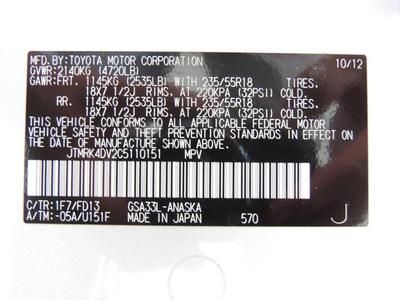 MFD. BY: TOYOTA MOTOR CORPORATION 10/12
GVWR: 2140KG (4720LB)
GAWR: FRT. 1145KG (2535LB) WITH 235/55R18 TIRES,
18X7 1/2J RIMS, AT 220KPA (32PSI) COLD.
RR. 1145KG (2535LB) WITH 235/55R18 TIRES,
18X7 1/2J RIMS, AT 220KPA (32PSI) COLD.
THIS VEHICLE CONFORMS TO ALL APPLICABLE FEDERAL MOTOR
VEHICLE SAFETY AND THEFT PREVENTION STANDARDS IN EFFECT ON
THE DATE OF MANUFACTURE SHOWN ABOVE.
JTMRK4DV2C5110151 MPV
C/TR: 1F7/FD13 GSA33L-ANASKA
A/TM: -05A/U151F MADE IN JAPAN 570 J